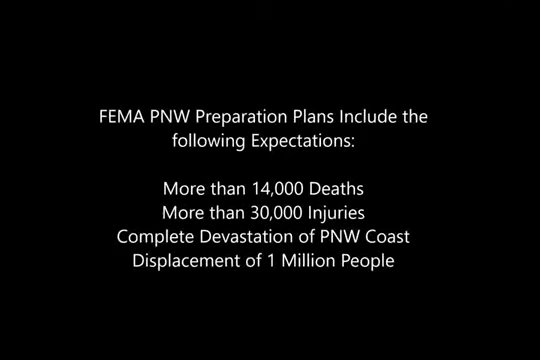 FEMA PNW Preparation Plans Include the
following Expectations:
More than 14,000 Deaths
More than 30,000 Injuries
Complete Devastation of PNW Coast
Displacement of 1 Million People